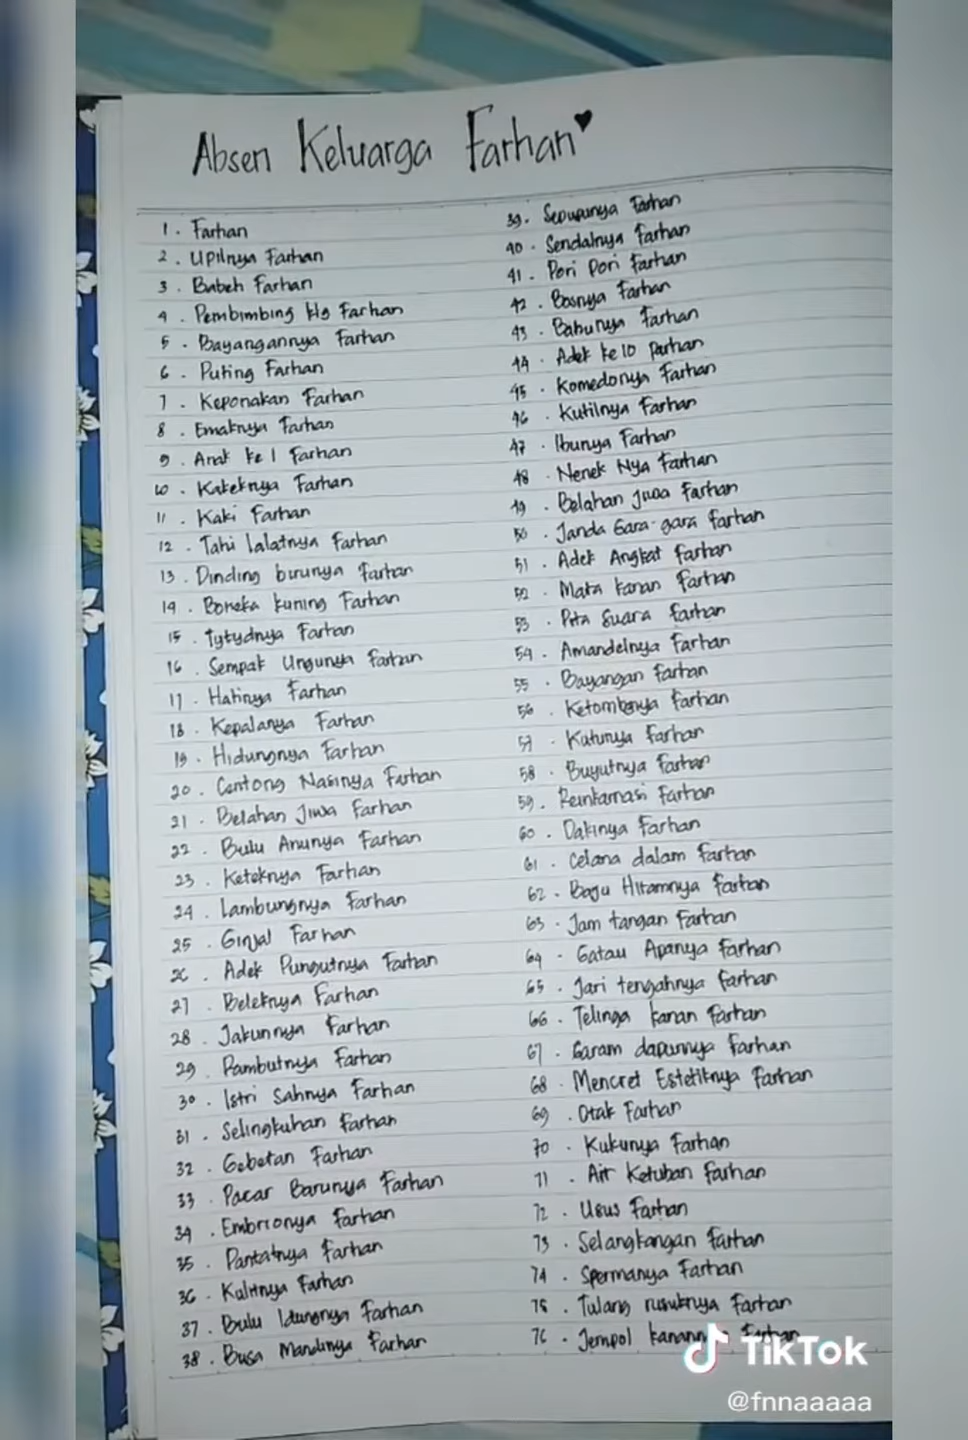 Absen Keluarga Farhan♥
1. Farhan
2. Upilnya Farhan
3. Babeh Farhan
4. Pembimbing Farhan
5. Bayangannya Farhan
6. Puting Farhan
7. Keponakan Farhan
8. Emaknya Farhan
9. Anak ke 1 Farhan
10. Kakeknya Farhan
11. Kaki Farhan
12. Tahi lalatnya Farhan
13. Dinding birunya Farhan
14. Boneka kuning Farhan
15. Tytydnya Farhan
16. Sempak Ungunya Farhan
17. Hatinya Farhan
18. Kepalanya Farhan
19. Hidungnya Farhan
20. Centong Nasinya Farhan
21. Belahan Jiwa Farhan
22. Bulu Anunya Farhan
23. Keteknya Farhan
24. Lambungnya Farhan
25. Ginjal Farhan
26. Adek Pungutnya Farhan
27. Beleknya Farhan
28. Jakunnya Farhan
29. Rambutnya Farhan
30. Istri Sahnya Farhan
31. Selingkuhan Farhan
32. Gebetan Farhan
33. Pacar Barunya Farhan
34. Embrionya Farhan
35. Pantatnya Farhan
36. Kulitnya Farhan
37. Bulu Idungnya Farhan
38. Busa Mandinya Farhan
39. Sepupunya Farhan
40. Sendalnya Farhan
41. Pori Pori Farhan
42. Bosnya Farhan
43. Babunya Farhan
44. Adek ke 10 Farhan
45. Komedonya Farhan
46. Kutilnya Farhan
47. Ibunya Farhan
48. Nenek Nya Farhan
49. Belahan Jiwa Farhan
50. Janda Gara-gara Farhan
51. Adek Angkat Farhan
52. Mata Kanan Farhan
53. Pita Suara Farhan
54. Amandelnya Farhan
55. Bayangan Farhan
56. Ketombenya Farhan
57. Kutunya Farhan
58. Buyutnya Farhan
59. Reinkarnasi Farhan
60. Dakinya Farhan
61. Celana dalam Farhan
62. Baju Hitamnya Farhan
63. Jam tangan Farhan
64. Gatau Apanya Farhan
65. Jari tengahnya Farhan
66. Telinga kanan Farhan
67. Garam dapurnya Farhan
68. Mencret Estetiknya Farhan
69. Otak Farhan
70. Kukunya Farhan
71. Air Ketuban Farhan
72. Usus Farhan
73. Selangkangan Farhan
74. Spermanya Farhan
75. Tulang rusuknya Farhan
76. Jempol Farhan
TikTok
@fnnaaaaa